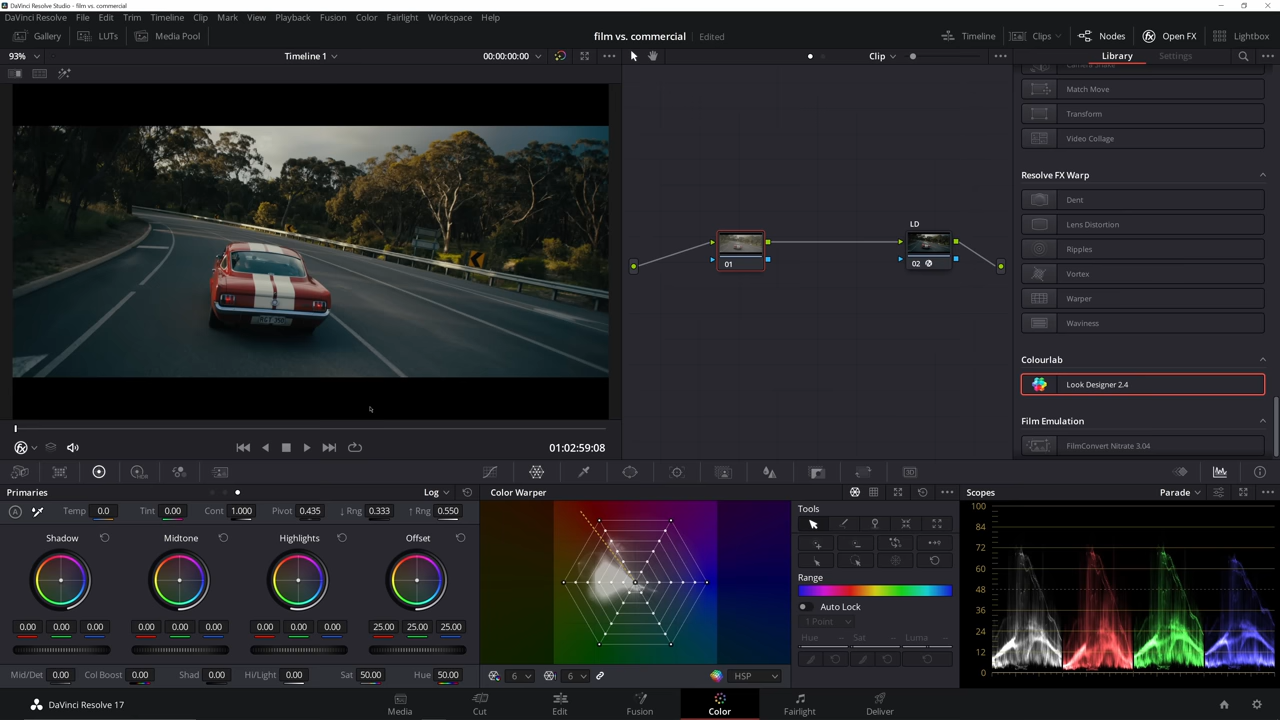 DaVinci Resolve Studio - film vs. commercial
DaVinci Resolve File Edit Trim Timeline Clip Mark View Playback Fusion Color Fairlight Workspace Help
Gallery LUTs Media Pool film vs. commercial Edited Timeline Clips Nodes Open FX Lightbox
93% Timeline 1 00:00:00:00 Clip Library Settings
Match Move
Transform
Video Collage
Resolve FX Warp
Dent
LD
Lens Distortion
Ripples
01 02
Vortex
Warper
Waviness
Colourlab
Look Designer 2.4
Film Emulation
FilmConvert Nitrate 3.04
01:02:59:08
Primaries Log Color Warper Scopes Parade
Temp 0.0 Tint 0.00 Cont 1.000 Pivot 0.435 ↓ Rng 0.333 ↑ Rng 0.550
Shadow Midtone Highlights Offset
0.00 0.00 0.00 0.00 0.00 0.00 0.00 0.00 0.00 25.00 25.00 25.00
Mid/Det 0.00 Col Boost 0.00 Shad 0.00 Hi/Light 0.00 Sat 50.00 Hue 50.00
6 6 HSP
Tools
Range
Auto Lock
1 Point
Hue Sat Luma
100
84
72
60
48
36
24
12
0
DaVinci Resolve 17 Media Cut Edit Fusion Color Fairlight Deliver